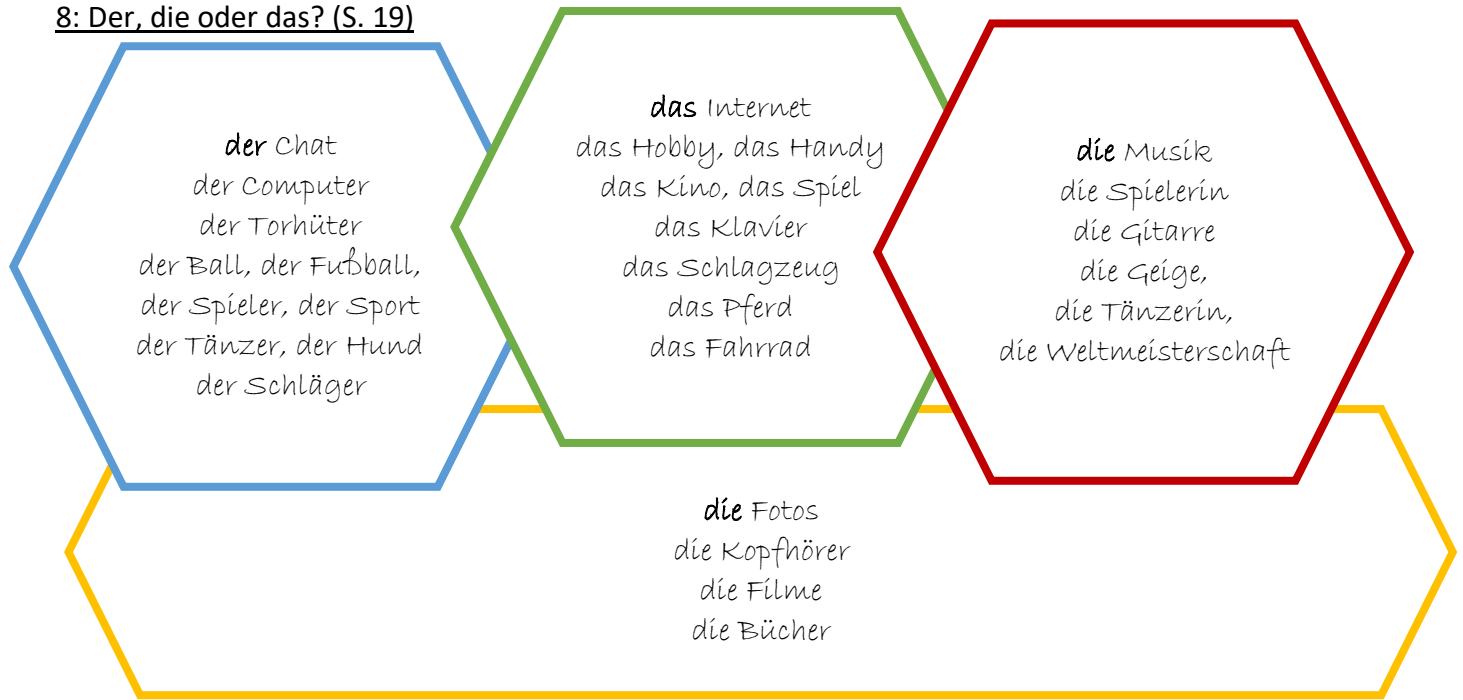 8: Der, die oder das? (S. 19)
der Chat
der Computer
der Torhüter
der Ball, der Fußball,
der Spieler, der Sport
der Tänzer, der Hund
der Schläger
das Internet
das Hobby, das Handy
das Kino, das Spiel
das Klavier
das Schlagzeug
das Pferd
das Fahrrad
die Musik
die Spielerin
die Gitarre
die Geige,
die Tänzerin,
die Weltmeisterschaft
die Fotos
die Kopfhörer
die Filme
die Bücher